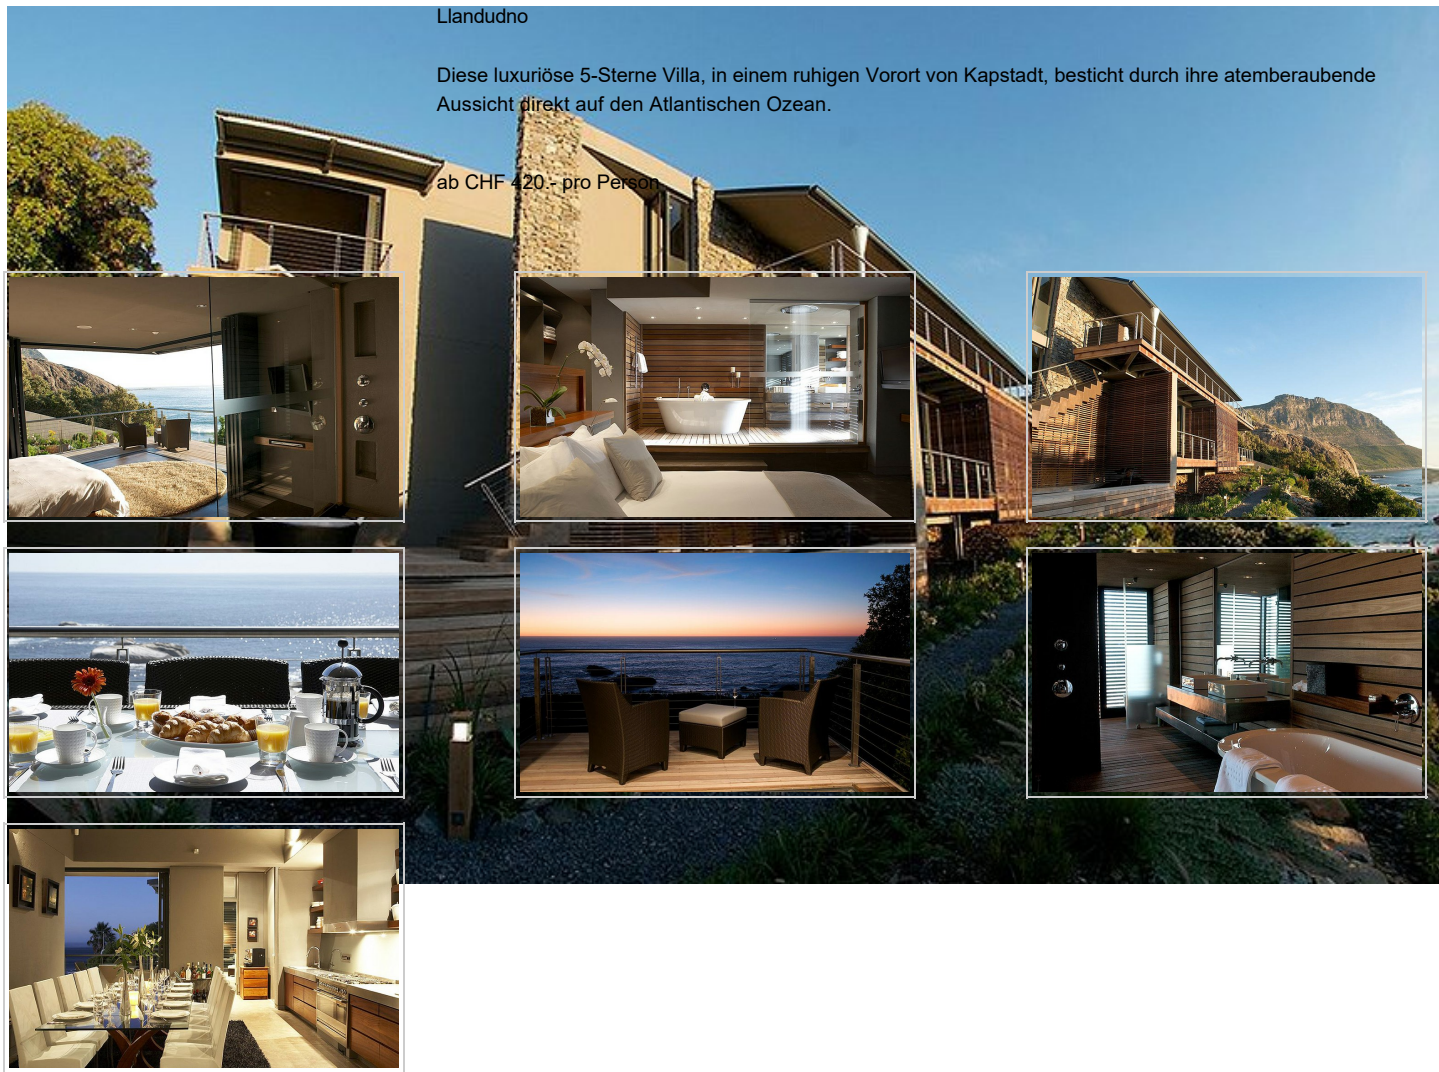 Llandudno
Diese luxuriöse 5-Sterne Villa, in einem ruhigen Vorort von Kapstadt, besticht durch ihre atemberaubende
Aussicht direkt auf den Atlantischen Ozean.
ab CHF 420.- pro Person